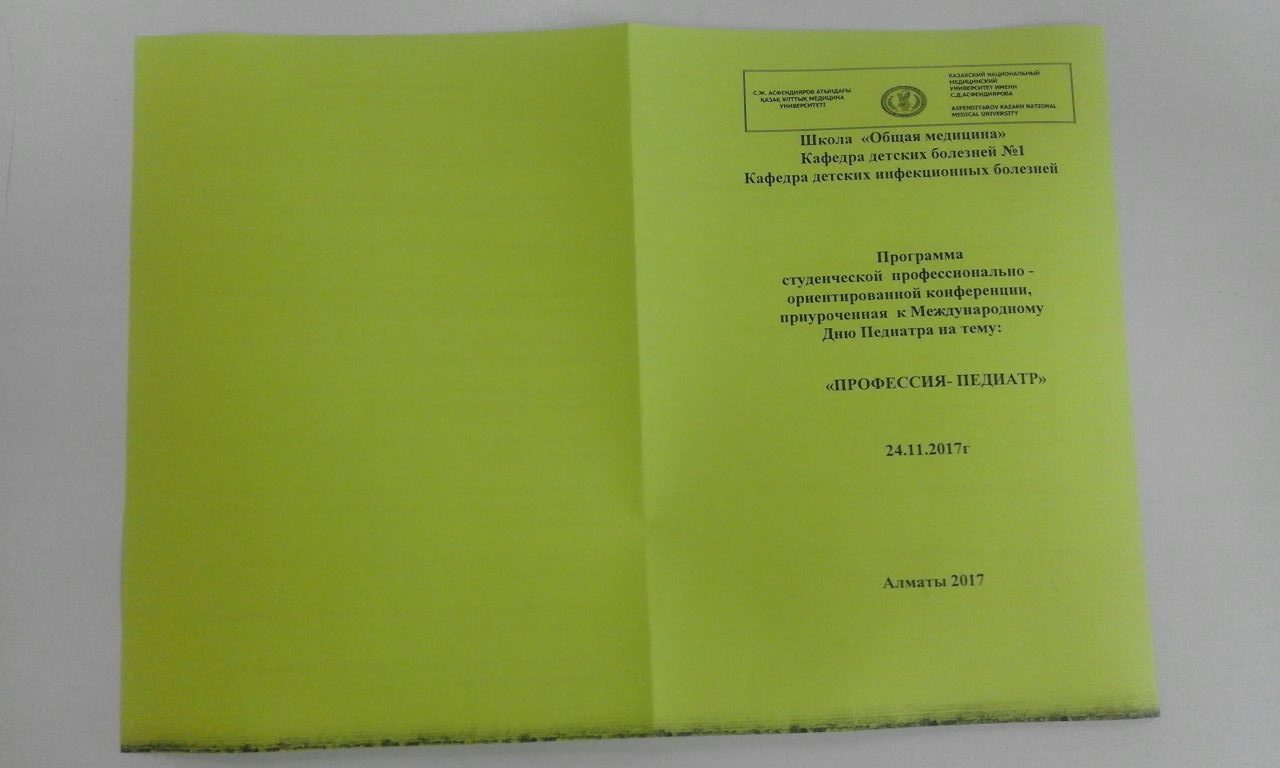 С.Ж. АСФЕНДИЯРОВ АТЫНДАҒЫ
ҚАЗАҚ ҰЛТТЫҚ МЕДИЦИНА
УНИВЕРСИТЕТІ
КАЗАХСКИЙ НАЦИОНАЛЬНЫЙ
МЕДИЦИНСКИЙ
УНИВЕРСИТЕТ ИМЕНИ
С.Д.АСФЕНДИЯРОВА
ASFENDIYAROV KAZAKH NATIONAL
MEDICAL UNIVERSITY
Школа «Общая медицина»
Кафедра детских болезней №1
Кафедра детских инфекционных болезней
Программа
студенческой профессионально -
ориентированной конференции,
приуроченная к Международному
Дню Педиатра на тему:
«ПРОФЕССИЯ- ПЕДИАТР»
24.11.2017г
Алматы 2017